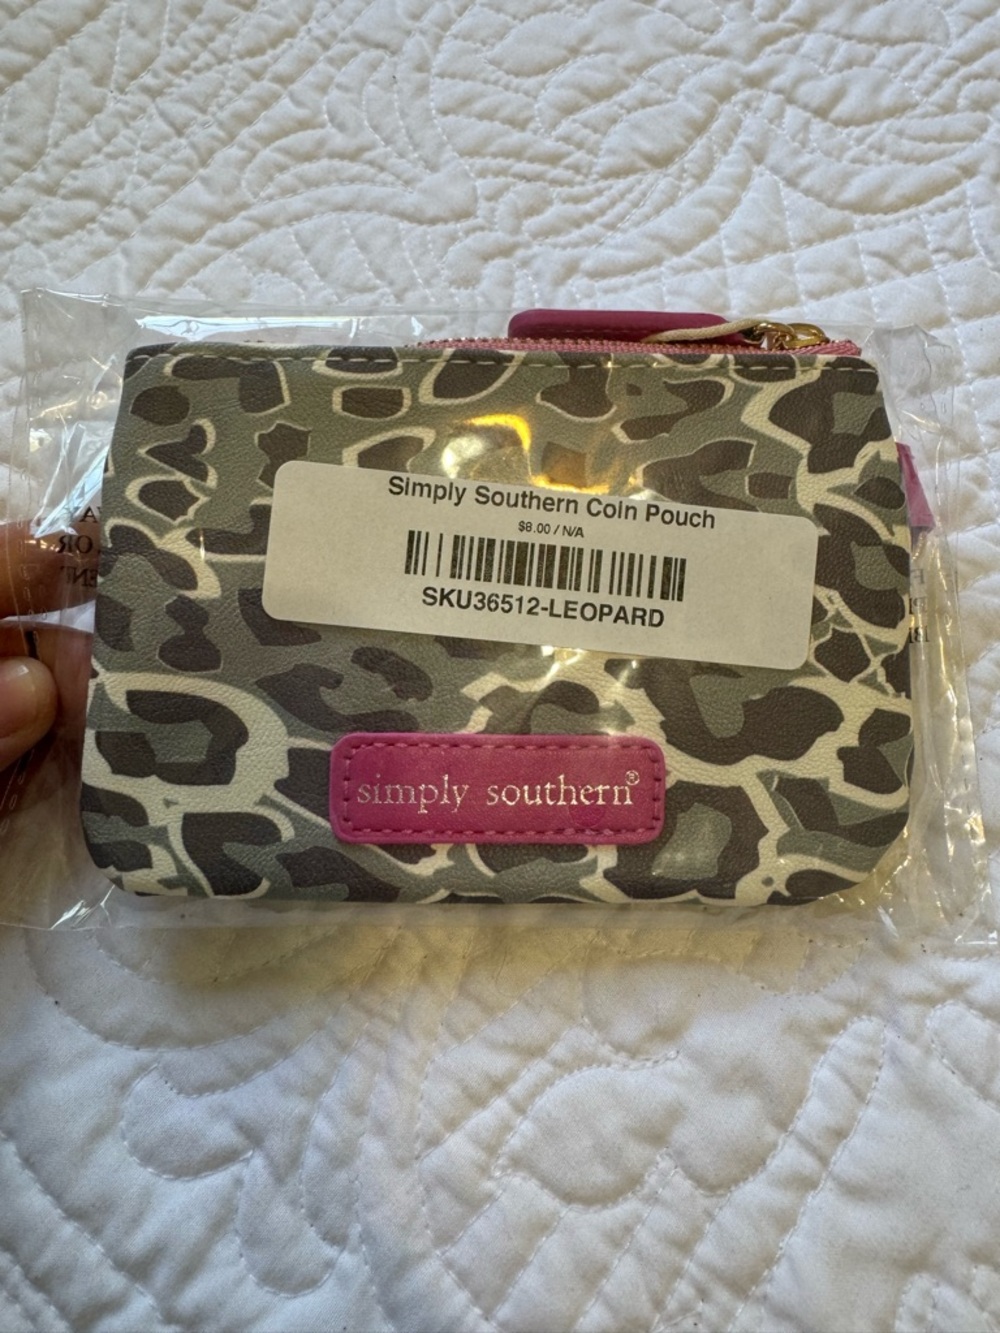 Simply Southern Coin Pouch
$8.00 / N/A
SKU36512-LEOPARD
simply southern®